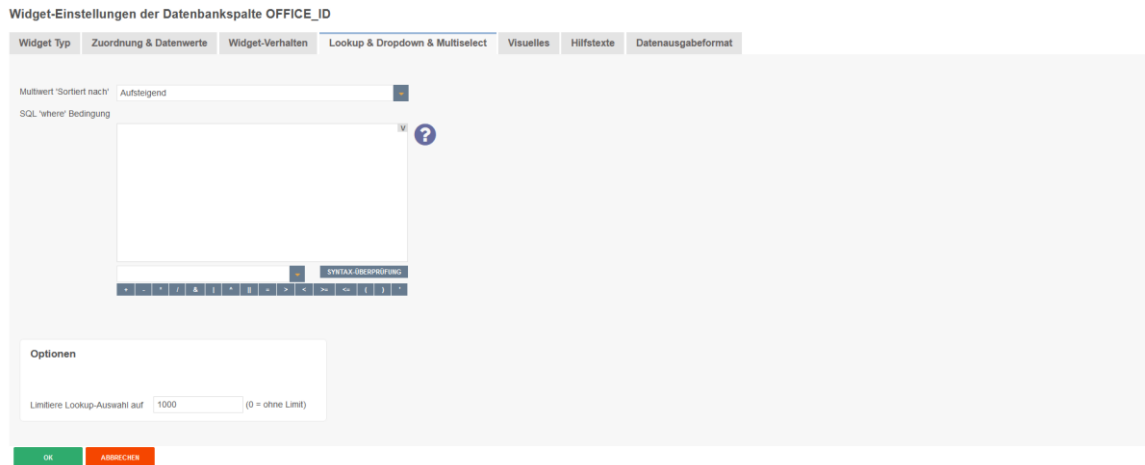 Widget-Einstellungen der Datenbankspalte OFFICE_ID
Widget Typ Zuordnung & Datenwerte Widget-Verhalten Lookup & Dropdown & Multiselect Visuelles Hilfstexte Datenausgabeformat
Multiwert 'Sortiert nach' Aufsteigend
SQL 'where' Bedingung
V
?
SYNTAX-ÜBERPRÜFUNG
+ - * / & | ^ || = > < >= <= ( ) '
Optionen
Limitiere Lookup-Auswahl auf 1000 (0 = ohne Limit)
OK ABBRECHEN